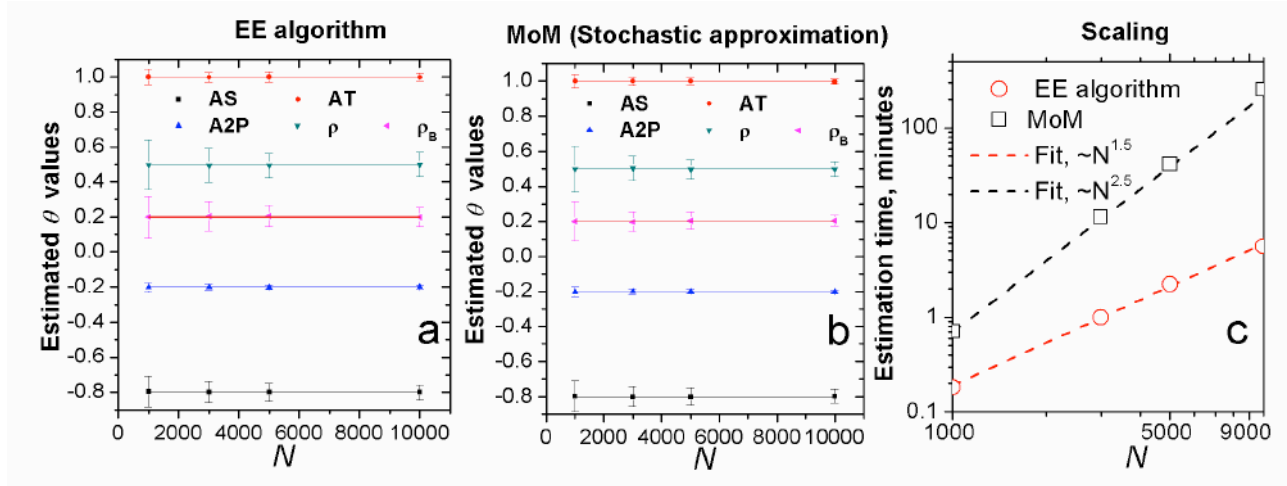 EE algorithm
Estimated θ values
1.0
0.8
0.6
0.4
0.2
0.0
-0.2
-0.4
-0.6
-0.8
AS
AT
A2P
ρ
ρB
a
0 2000 4000 6000 8000 10000
N
MoM (Stochastic approximation)
Estimated θ values
1.0
0.8
0.6
0.4
0.2
0.0
-0.2
-0.4
-0.6
-0.8
AS
AT
A2P
ρ
ρB
b
0 2000 4000 6000 8000 10000
N
Scaling
Estimation time, minutes
100
10
1
0.1
EE algorithm
MoM
Fit, ~N^1.5
Fit, ~N^2.5
c
1000 5000 9000
N